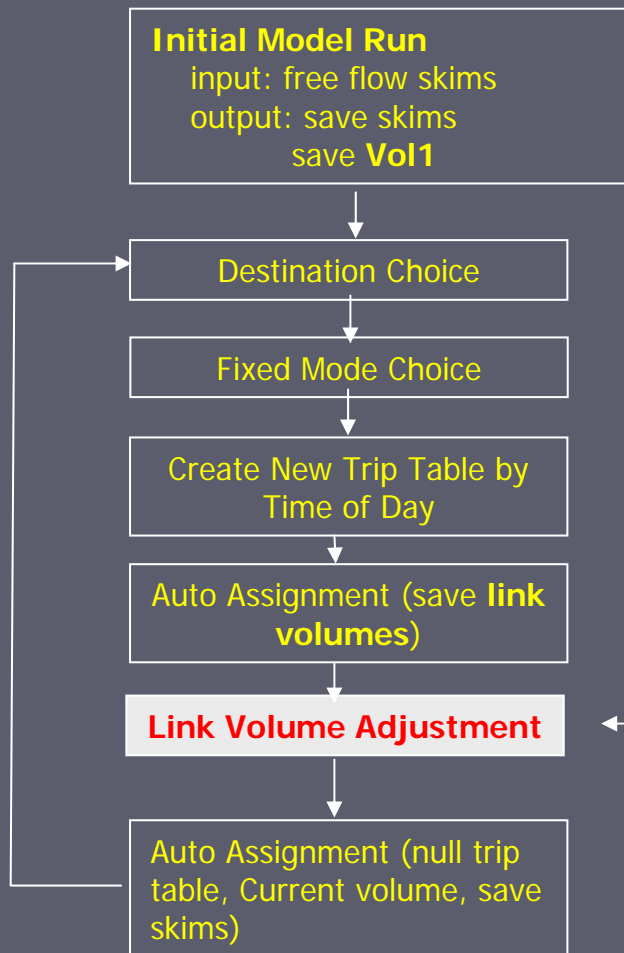 Initial Model Run
input: free flow skims
output: save skims
save Vol1
Destination Choice
Fixed Mode Choice
Create New Trip Table by
Time of Day
Auto Assignment (save link
volumes)
Link Volume Adjustment
Auto Assignment (null trip
table, Current volume, save
skims)